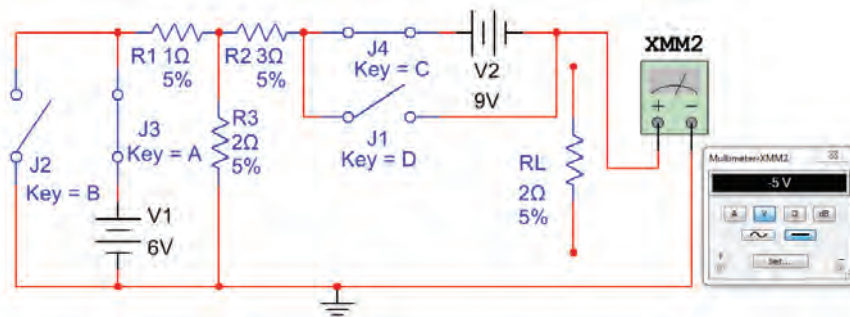 XMM2
R1 1Ω
5%
R2 3Ω
5%
J4
Key = C
V2
9V
+ −
J2
Key = B
J3
Key = A
R3
2Ω
5%
J1
Key = D
RL
2Ω
5%
V1
6V
Multimeter-XMM2
-5 V
A V Ω dB
Set...
+ −